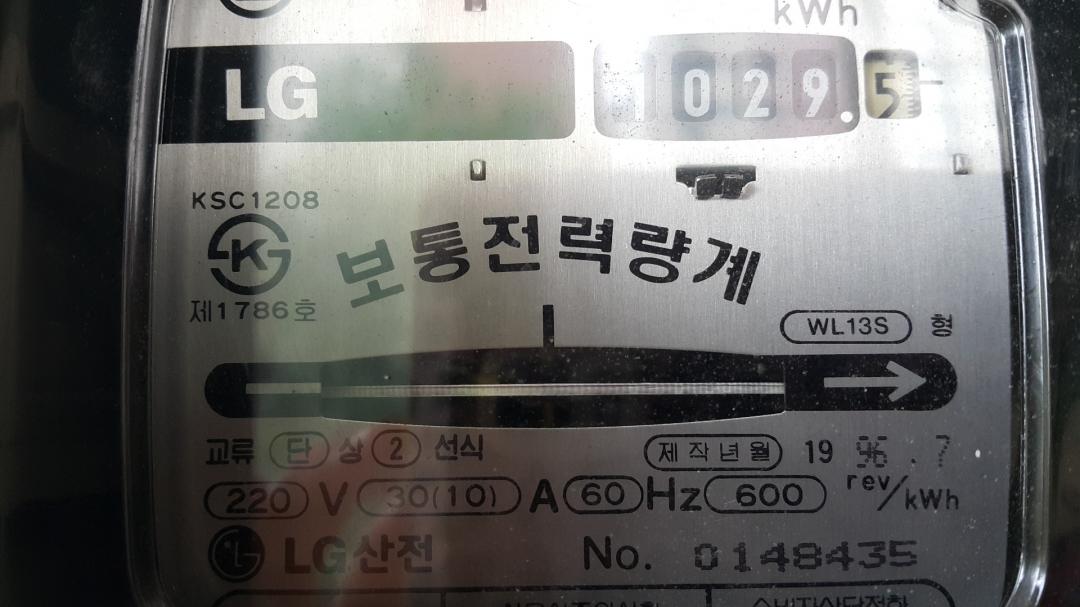 kWh
LG 1029.5
KSC1208
보통전력량계
제1786호
WL13S 형
교류 단 상 2 선식 제작년월 1996.7
220 V 30(10) A 60 Hz 600 rev/kWh
LG 산전 No. 0148435